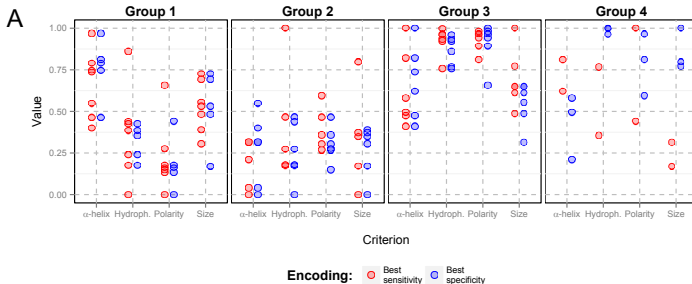 A
Group 1 Group 2 Group 3 Group 4
1.00
0.75
0.50
0.25
0.00
Value
α-helix Hydroph. Polarity Size α-helix Hydroph. Polarity Size α-helix Hydroph. Polarity Size α-helix Hydroph. Polarity Size
Criterion
Encoding: Best sensitivity Best specificity